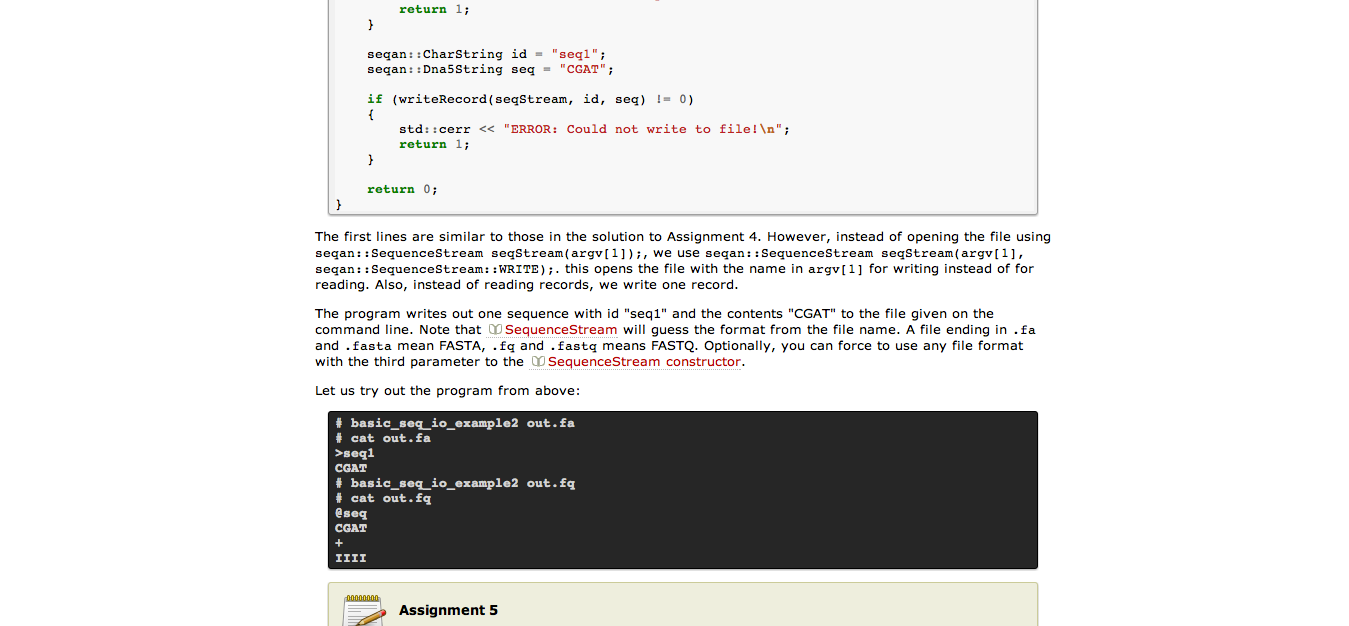 return 1;
}
seqan::CharString id = "seq1";
seqan::Dna5String seq = "CGAT";
if (writeRecord(seqStream, id, seq) != 0)
{
std::cerr << "ERROR: Could not write to file!\n";
return 1;
}
return 0;
}
The first lines are similar to those in the solution to Assignment 4. However, instead of opening the file using
seqan::SequenceStream seqStream(argv[1]);, we use seqan::SequenceStream seqStream(argv[1],
seqan::SequenceStream::WRITE);. this opens the file with the name in argv[1] for writing instead of for
reading. Also, instead of reading records, we write one record.
The program writes out one sequence with id "seq1" and the contents "CGAT" to the file given on the
command line. Note that SequenceStream will guess the format from the file name. A file ending in .fa
and .fasta mean FASTA, .fq and .fastq means FASTQ. Optionally, you can force to use any file format
with the third parameter to the SequenceStream constructor.
Let us try out the program from above:
# basic_seq_io_example2 out.fa
# cat out.fa
>seq1
CGAT
# basic_seq_io_example2 out.fq
# cat out.fq
@seq
CGAT
+
IIII
Assignment 5